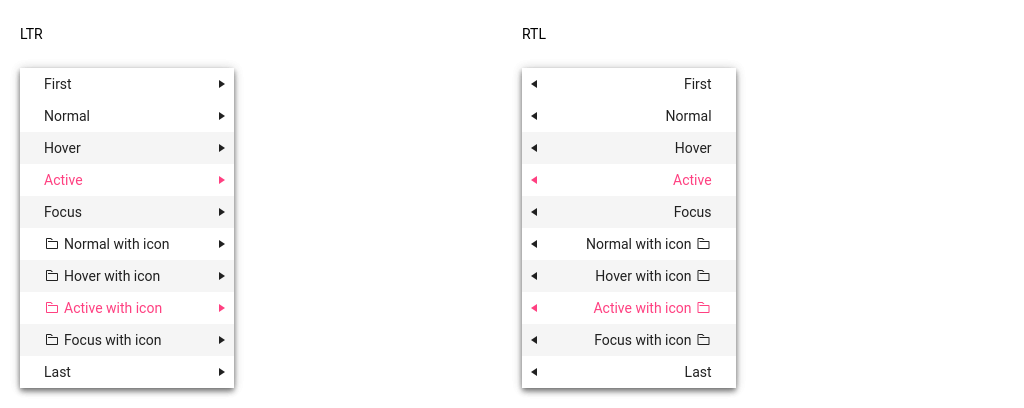 LTR
First
Normal
Hover
Active
Focus
Normal with icon
Hover with icon
Active with icon
Focus with icon
Last
RTL
First
Normal
Hover
Active
Focus
Normal with icon
Hover with icon
Active with icon
Focus with icon
Last